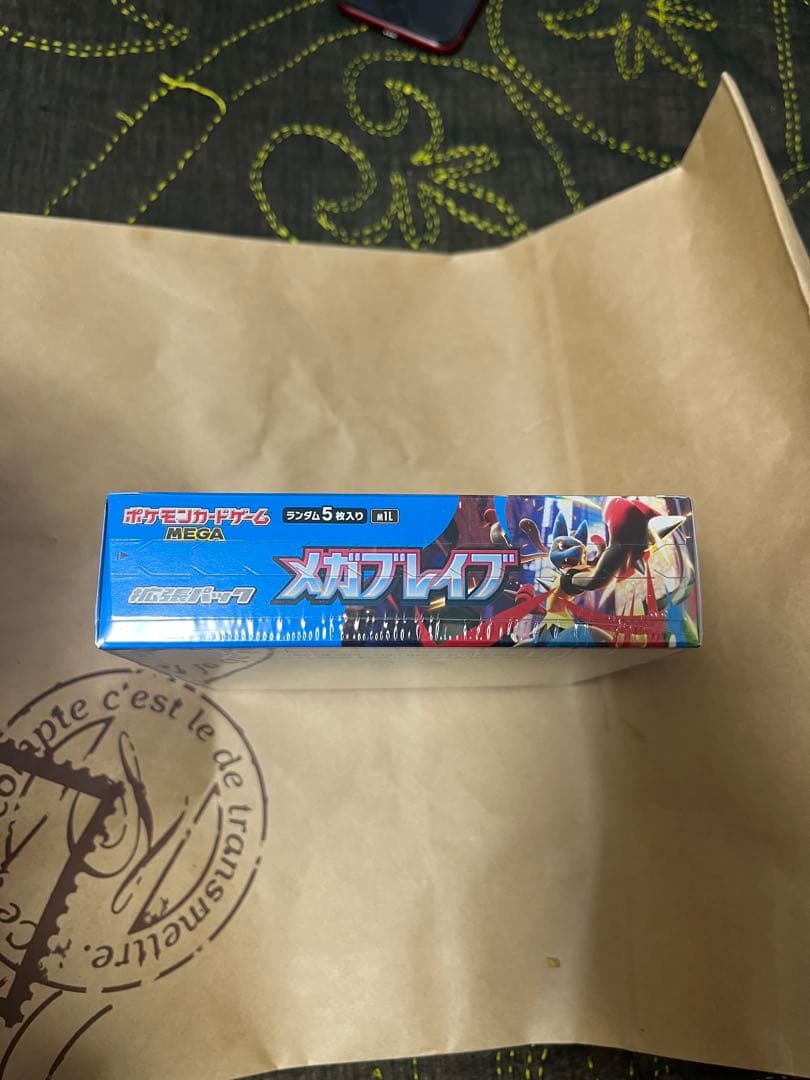 ポケモンカードゲーム
MEGA
ランダム5枚入り M1L
拡張パック
メガブレイブ
compte c'est le de transmettre.